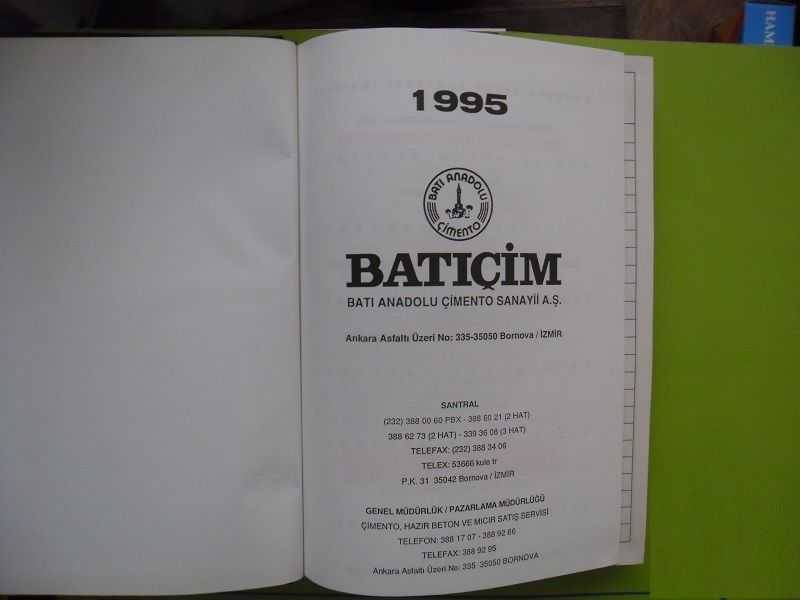 HAM
1995
BATI ANADOLU
ÇİMENTO
BATIÇİM
BATI ANADOLU ÇİMENTO SANAYİİ A.Ş.
Ankara Asfaltı Üzeri No: 335-35050 Bornova / İZMİR
SANTRAL
(232) 388 00 60 PBX - 388 60 21 (2 HAT)
388 62 73 (2 HAT) - 339 36 08 (3 HAT)
TELEFAX: (232) 388 34 06
TELEX: 53666 kule tr
P.K. 31 35042 Bornova / İZMİR
GENEL MÜDÜRLÜK / PAZARLAMA MÜDÜRLÜĞÜ
ÇİMENTO, HAZIR BETON VE MICIR SATIŞ SERVİSİ
TELEFON: 388 17 07 - 388 92 66
TELEFAX: 388 92 95
Ankara Asfaltı Üzeri No: 335 35050 BORNOVA